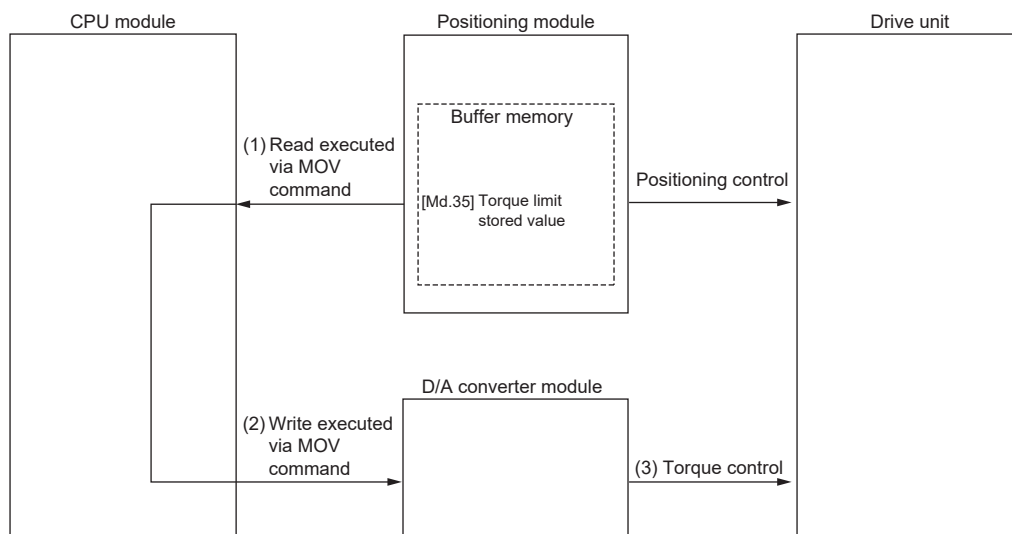 CPU module
Positioning module
Drive unit
Buffer memory
(1) Read executed
via MOV
command
[Md.35] Torque limit
stored value
Positioning control
D/A converter module
(2) Write executed
via MOV
command
(3) Torque control